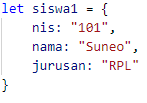 let siswa1 = {
    nis: "101",
    nama: "Suneo",
    jurusan: "RPL"
}